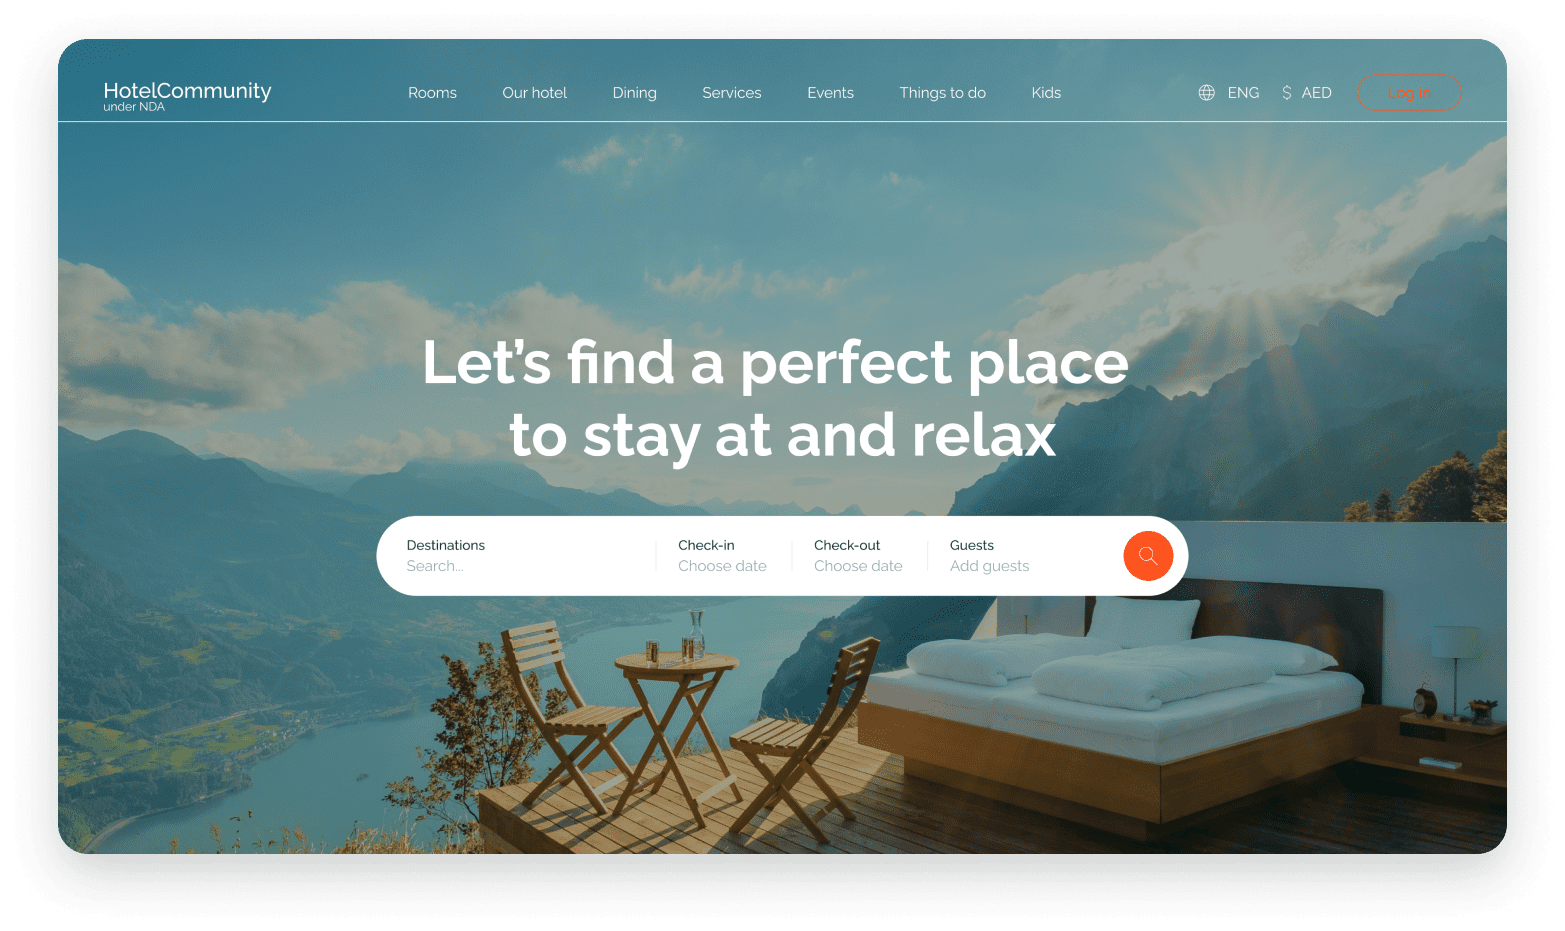 HotelCommunity
under NDA
Rooms Our hotel Dining Services Events Things to do Kids
ENG $ AED Log in
Let’s find a perfect place
to stay at and relax
Destinations Check-in Check-out Guests
Search... Choose date Choose date Add guests